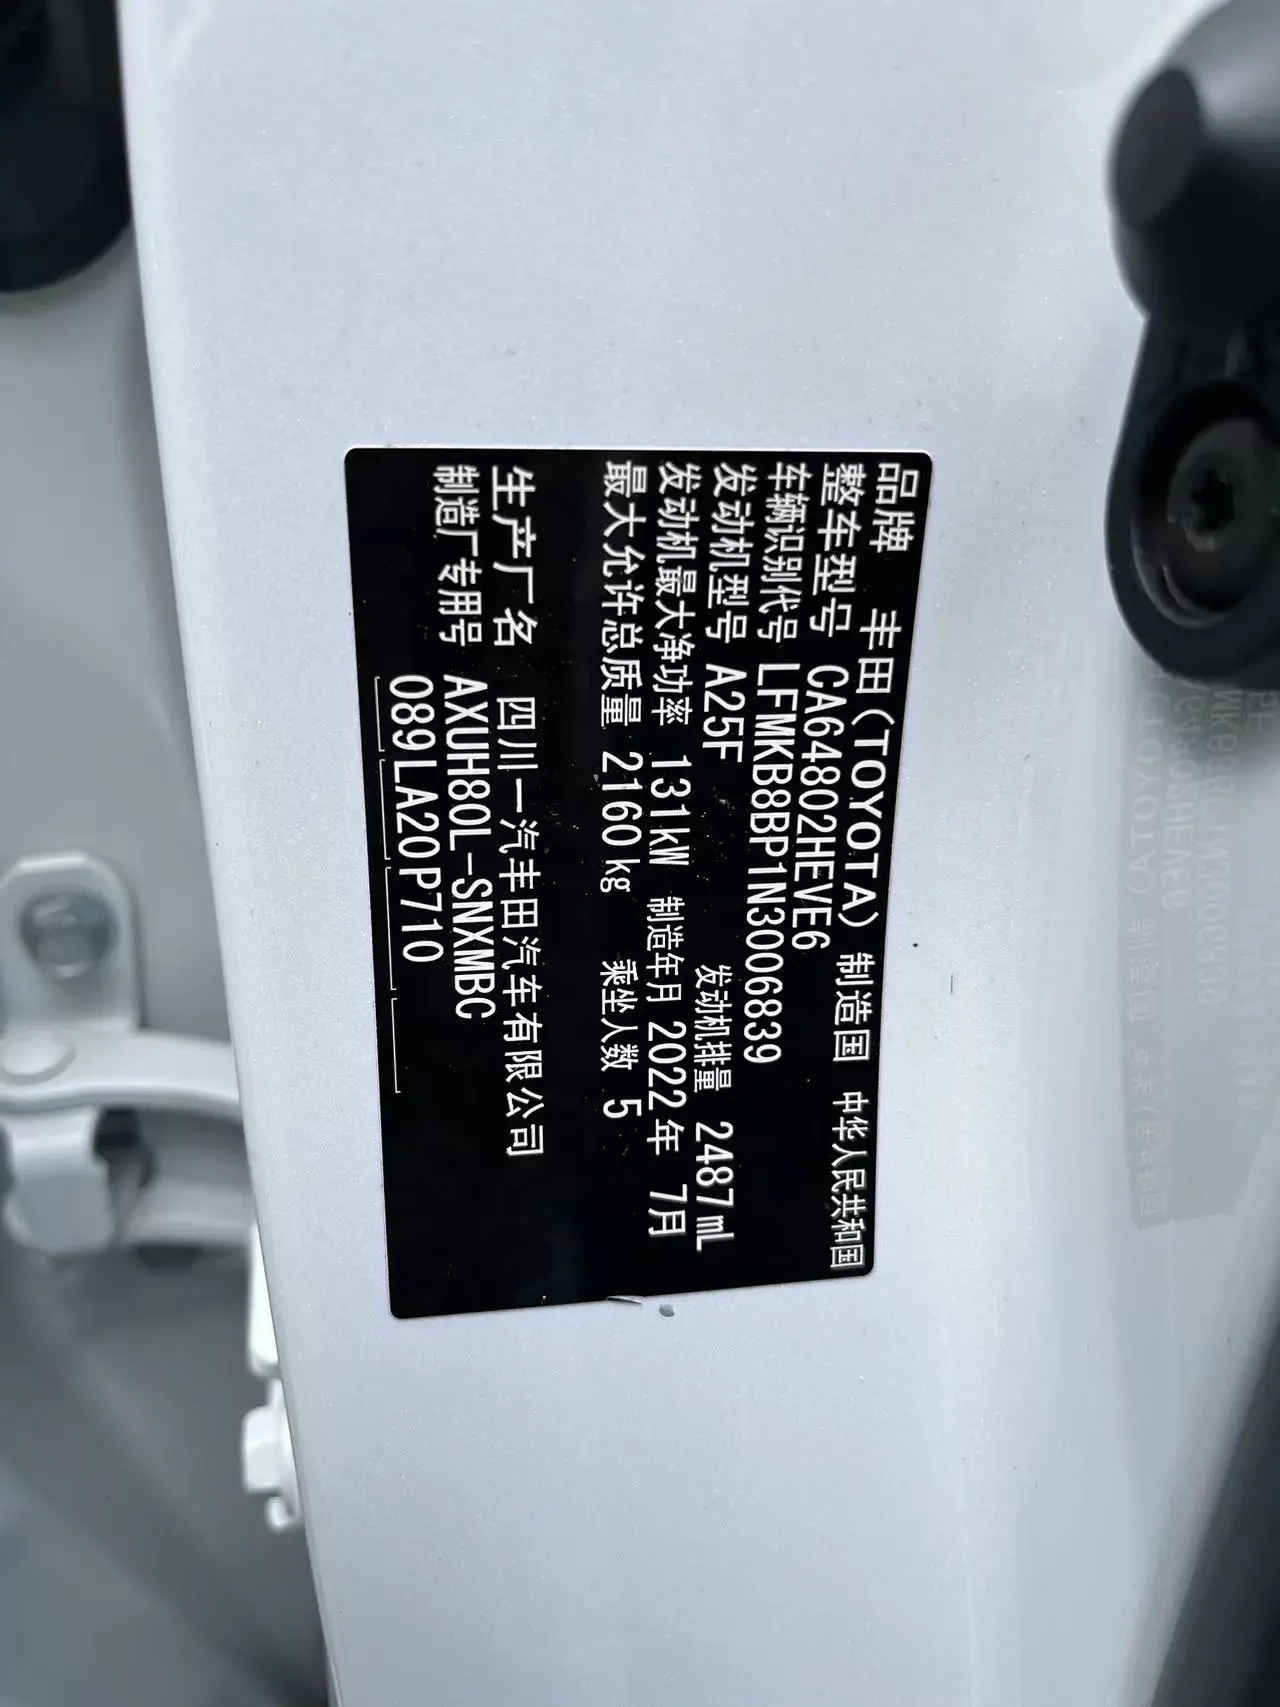 品牌 丰田(TOYOTA) 制造国 中华人民共和国
整车型号 CA64802HEVE6
车辆识别代号 LFMKB8BP1N3006839
发动机型号 A25F 发动机排量 2487mL
发动机最大净功率 131kW 制造年月 2022年 7月
最大允许总质量 2160kg 乘坐人数 5
生产厂名 四川一汽丰田汽车有限公司
制造厂专用号 AXUH80L-SNXMBC
089LA20P710